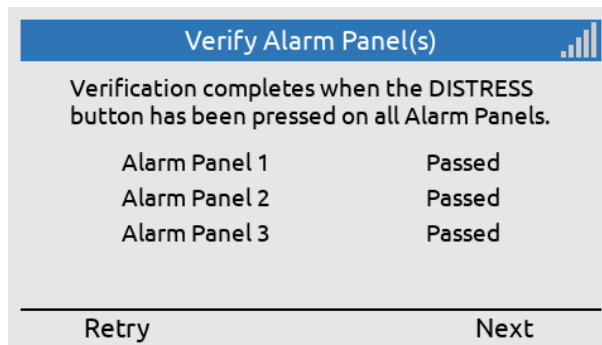 Verify Alarm Panel(s)
Verification completes when the DISTRESS
button has been pressed on all Alarm Panels.
Alarm Panel 1 Passed
Alarm Panel 2 Passed
Alarm Panel 3 Passed
Retry Next